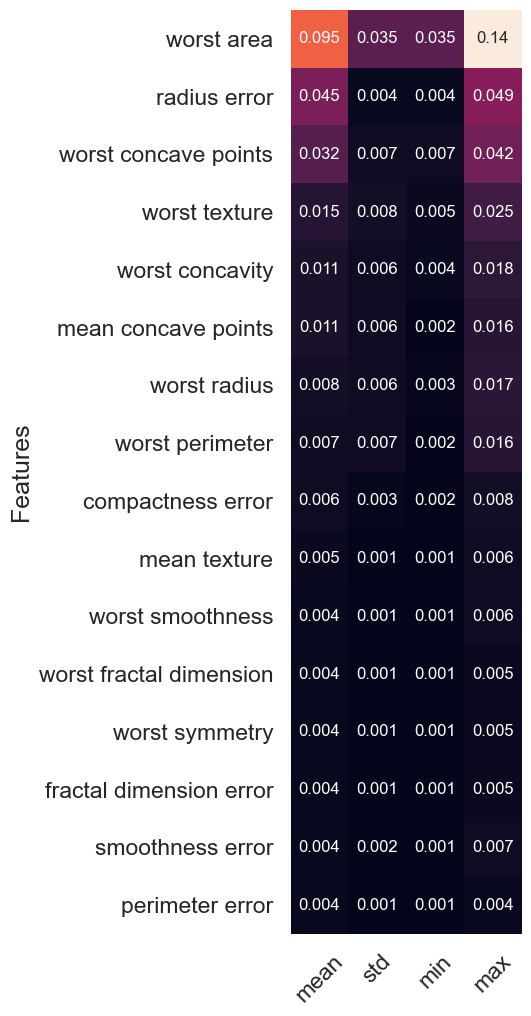 Features
worst area 0.095 0.035 0.035 0.14
radius error 0.045 0.004 0.004 0.049
worst concave points 0.032 0.007 0.007 0.042
worst texture 0.015 0.008 0.005 0.025
worst concavity 0.011 0.006 0.004 0.018
mean concave points 0.011 0.006 0.002 0.016
worst radius 0.008 0.006 0.003 0.017
worst perimeter 0.007 0.007 0.002 0.016
compactness error 0.006 0.003 0.002 0.008
mean texture 0.005 0.001 0.001 0.006
worst smoothness 0.004 0.001 0.001 0.006
worst fractal dimension 0.004 0.001 0.001 0.005
worst symmetry 0.004 0.001 0.001 0.005
fractal dimension error 0.004 0.001 0.001 0.005
smoothness error 0.004 0.002 0.001 0.007
perimeter error 0.004 0.001 0.001 0.004
mean std min max